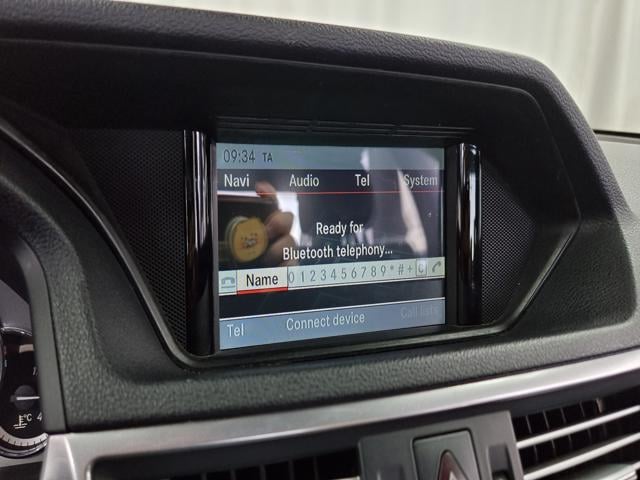 09:34 TA
Navi Audio Tel System
Ready for
Bluetooth telephony...
Name 0 1 2 3 4 5 6 7 8 9 * # + C
Tel Connect device Call lists
°C 4